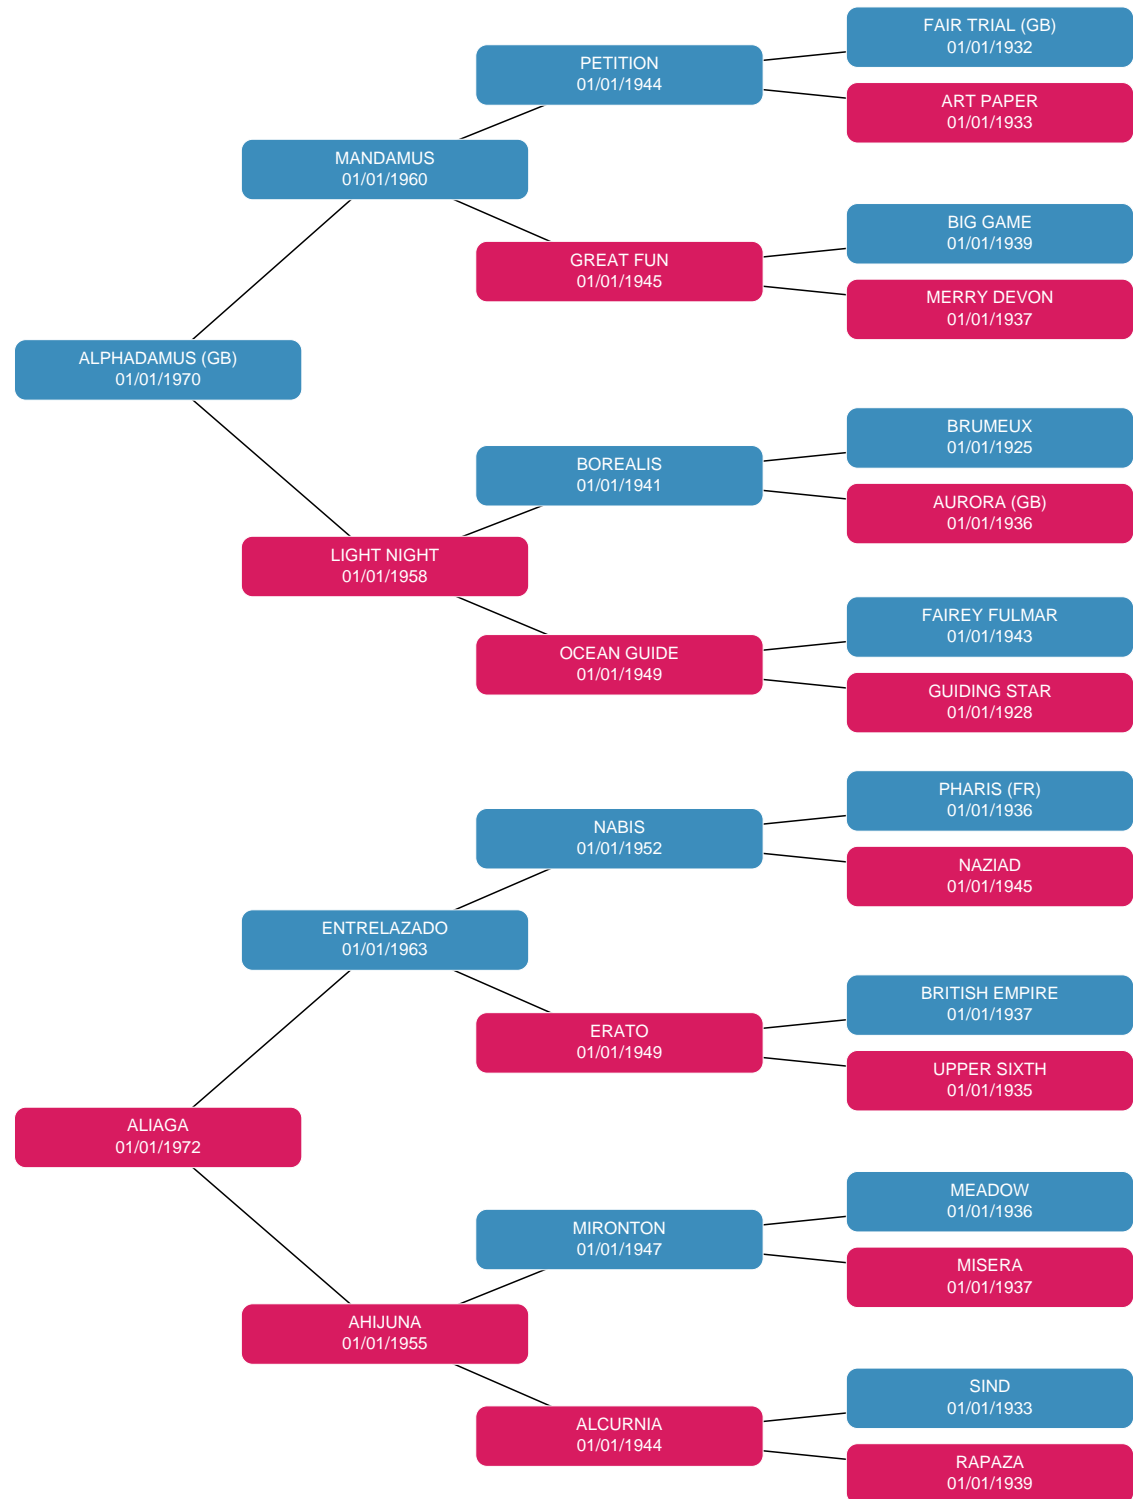 FAIR TRIAL (GB)
01/01/1932
PETITION
01/01/1944
ART PAPER
01/01/1933
MANDAMUS
01/01/1960
BIG GAME
01/01/1939
GREAT FUN
01/01/1945
MERRY DEVON
01/01/1937
ALPHADAMUS (GB)
01/01/1970
BRUMEUX
01/01/1925
BOREALIS
01/01/1941
AURORA (GB)
01/01/1936
LIGHT NIGHT
01/01/1958
FAIREY FULMAR
01/01/1943
OCEAN GUIDE
01/01/1949
GUIDING STAR
01/01/1928
PHARIS (FR)
01/01/1936
NABIS
01/01/1952
NAZIAD
01/01/1945
ENTRELAZADO
01/01/1963
BRITISH EMPIRE
01/01/1937
ERATO
01/01/1949
UPPER SIXTH
01/01/1935
ALIAGA
01/01/1972
MEADOW
01/01/1936
MIRONTON
01/01/1947
MISERA
01/01/1937
AHIJUNA
01/01/1955
SIND
01/01/1933
ALCURNIA
01/01/1944
RAPAZA
01/01/1939